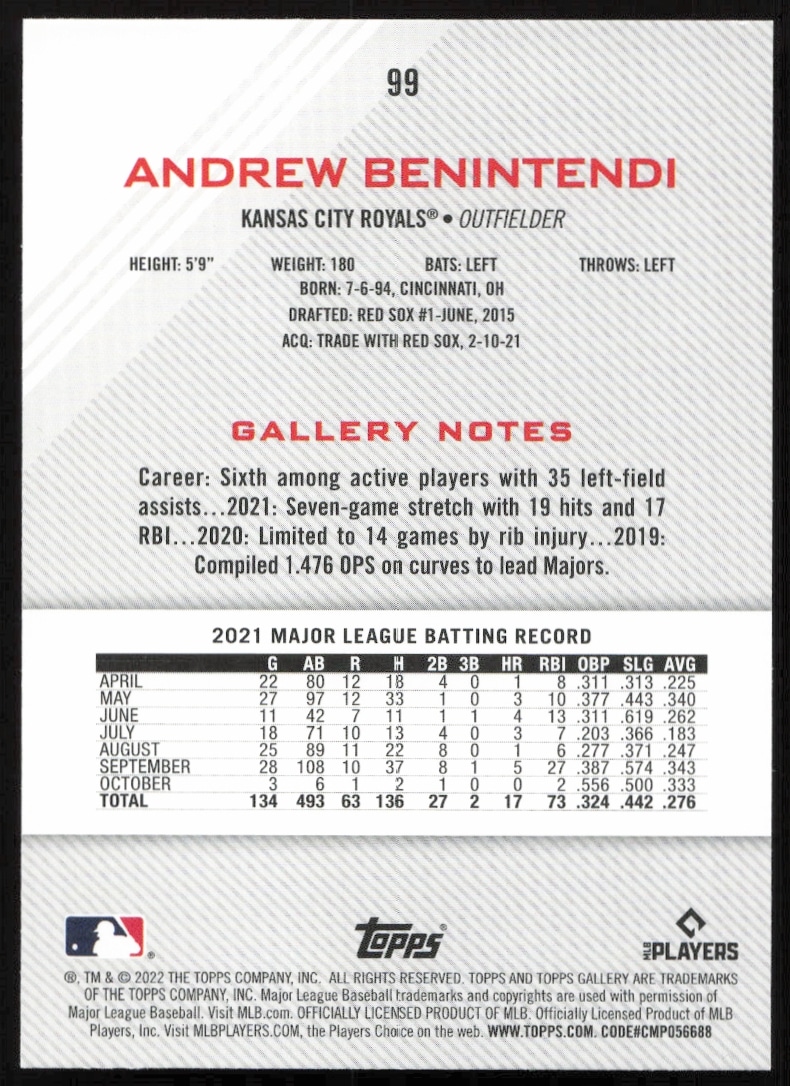 99
ANDREW BENINTENDI
KANSAS CITY ROYALS® • OUTFIELDER
HEIGHT: 5'9" WEIGHT: 180 BATS: LEFT THROWS: LEFT
BORN: 7-6-94, CINCINNATI, OH
DRAFTED: RED SOX #1-JUNE, 2015
ACQ: TRADE WITH RED SOX, 2-10-21
GALLERY NOTES
Career: Sixth among active players with 35 left-field
assists...2021: Seven-game stretch with 19 hits and 17
RBI...2020: Limited to 14 games by rib injury...2019:
Compiled 1.476 OPS on curves to lead Majors.
2021 MAJOR LEAGUE BATTING RECORD
G AB R H 2B 3B HR RBI OBP SLG AVG
APRIL 22 80 12 18 4 0 1 8 .311 .313 .225
MAY 27 97 12 33 1 0 3 10 .377 .443 .340
JUNE 11 42 7 11 1 1 4 13 .311 .619 .262
JULY 18 71 10 13 4 0 3 7 .203 .366 .183
AUGUST 25 89 11 22 8 0 1 6 .277 .371 .247
SEPTEMBER 28 108 10 37 8 1 5 27 .387 .574 .343
OCTOBER 3 6 1 2 1 0 0 2 .556 .500 .333
TOTAL 134 493 63 136 27 2 17 73 .324 .442 .276
® topps® MLB PLAYERS
®, TM & © 2022 THE TOPPS COMPANY, INC. ALL RIGHTS RESERVED. TOPPS AND TOPPS GALLERY ARE TRADEMARKS
OF THE TOPPS COMPANY, INC. Major League Baseball trademarks and copyrights are used with permission of
Major League Baseball. Visit MLB.com. OFFICIALLY LICENSED PRODUCT OF MLB. Officially Licensed Product of MLB
Players, Inc. Visit MLBPLAYERS.COM, the Players Choice on the web. WWW.TOPPS.COM. CODE#CMP056688